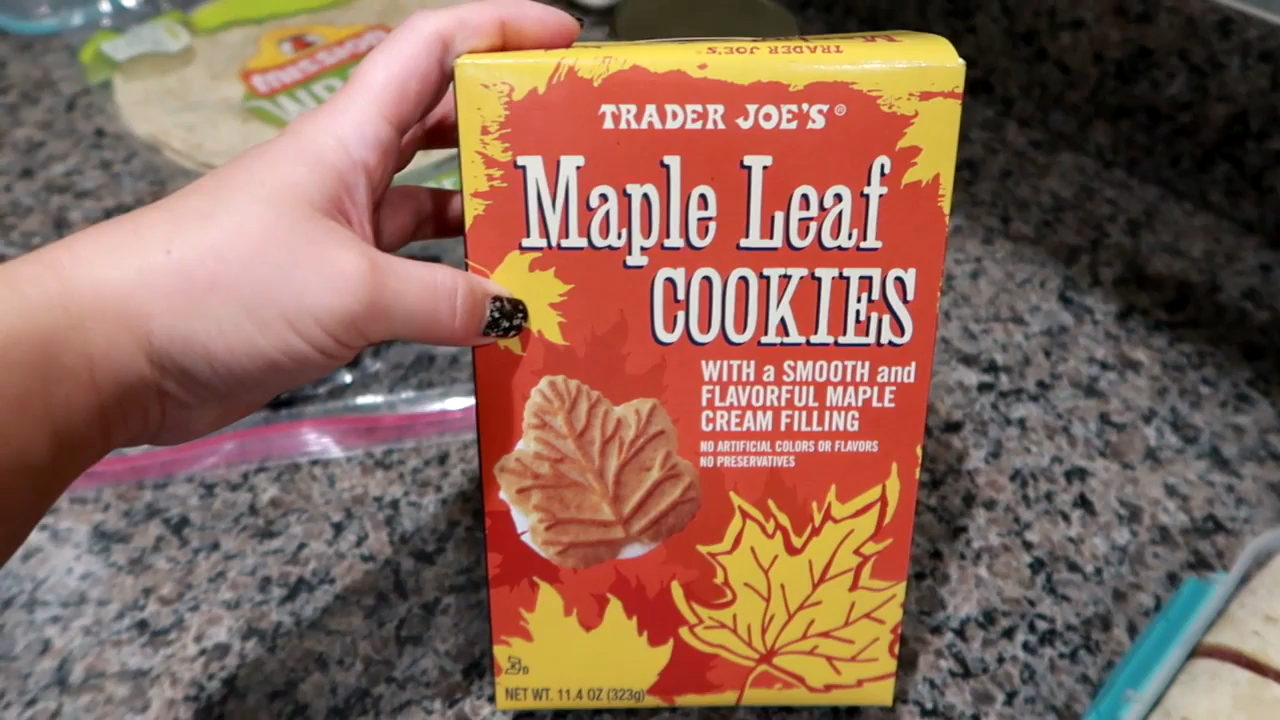 MISSION
TRADER JOE'S
TRADER JOE'S®
Maple Leaf
COOKIES
WITH a SMOOTH and
FLAVORFUL MAPLE
CREAM FILLING
NO ARTIFICIAL COLORS OR FLAVORS
NO PRESERVATIVES
NET WT. 11.4 OZ (323g)